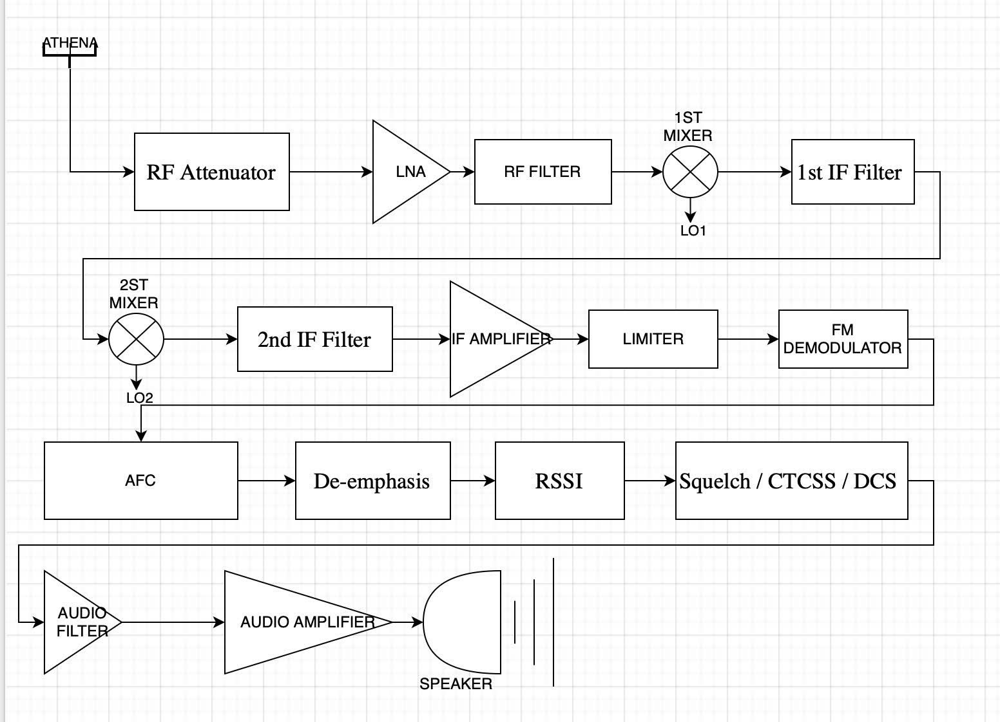 ATHENA
1ST
MIXER
RF Attenuator
LNA
RF FILTER
1st IF Filter
LO1
2ST
MIXER
2nd IF Filter
IF AMPLIFIER
LIMITER
FM
DEMODULATOR
LO2
AFC
De-emphasis
RSSI
Squelch / CTCSS / DCS
AUDIO
FILTER
AUDIO AMPLIFIER
SPEAKER